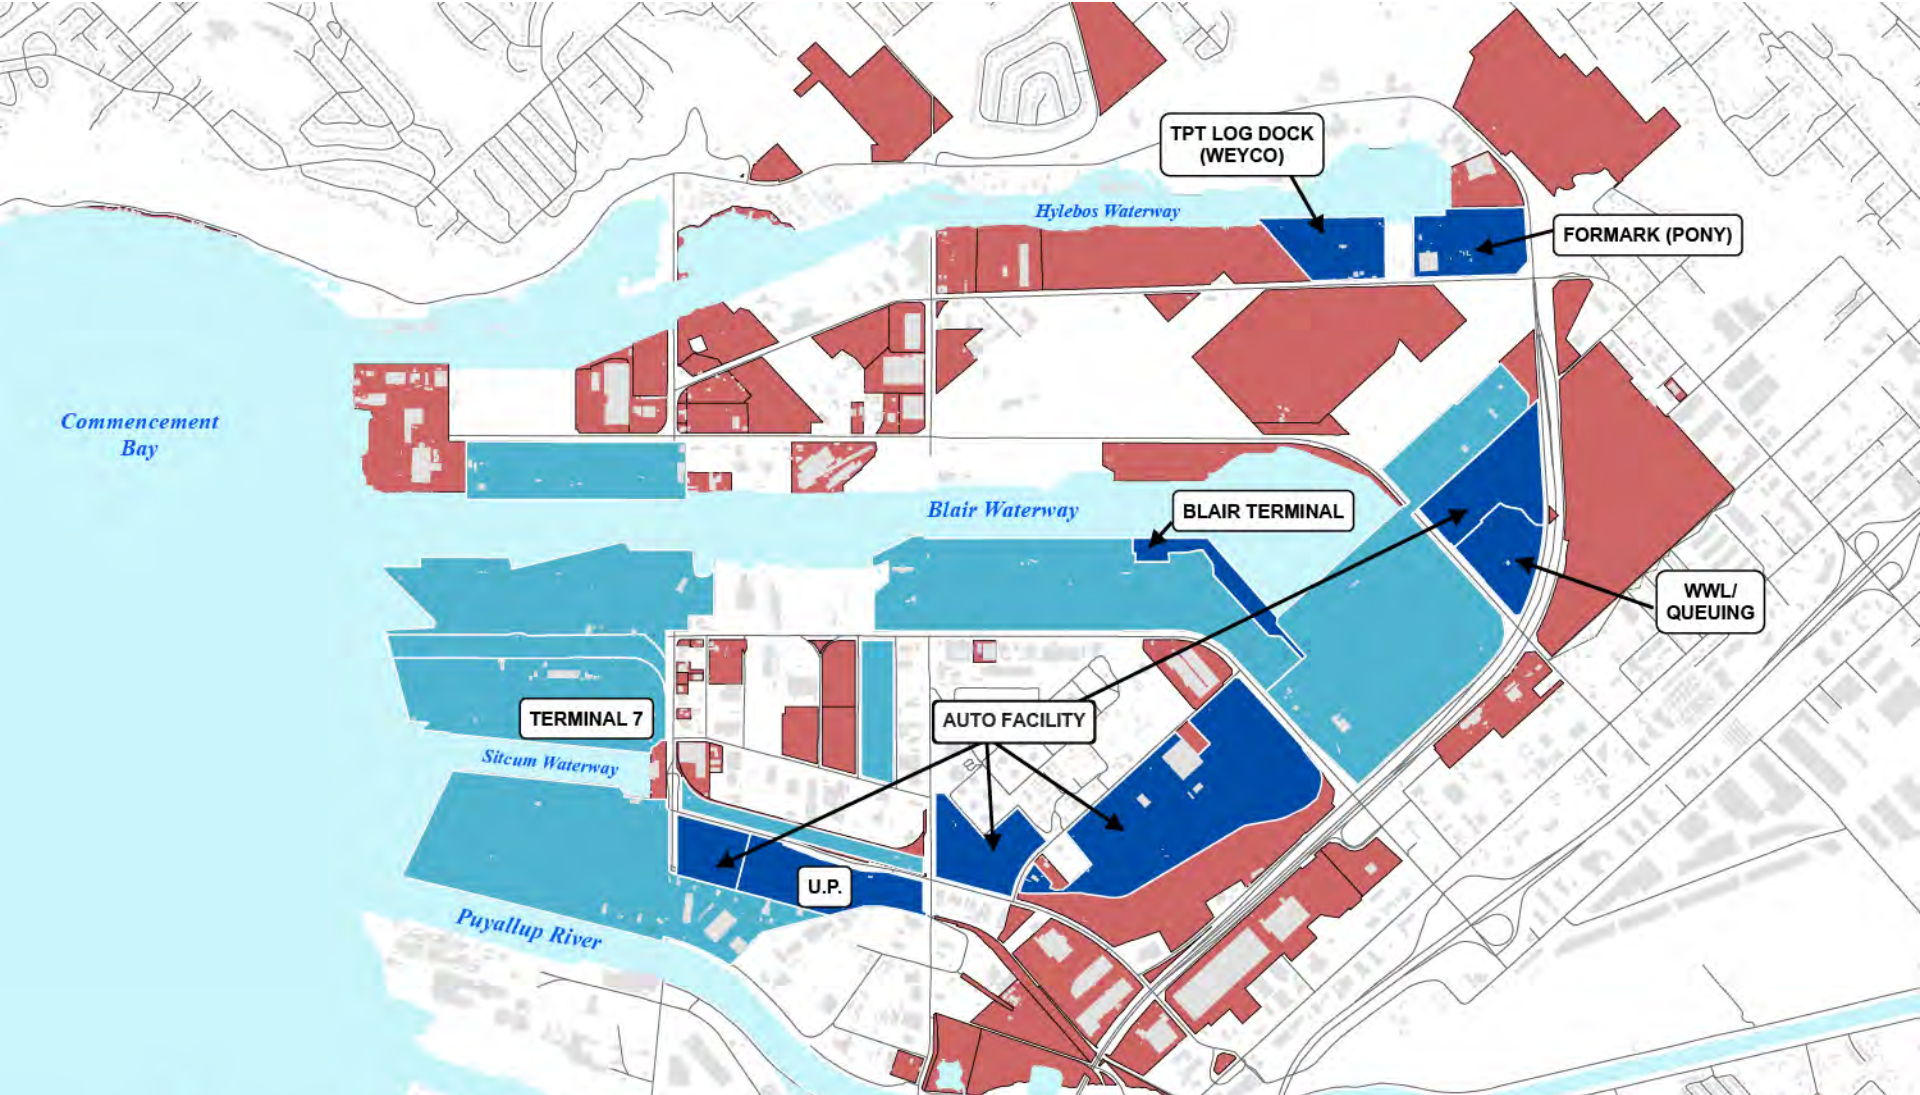 TPT LOG DOCK
(WEYCO)
Hylebos Waterway
FORMARK (PONY)
Commencement
Bay
Blair Waterway
BLAIR TERMINAL
WWL/
QUEUING
TERMINAL 7
AUTO FACILITY
Sitcum Waterway
U.P.
Puyallup River